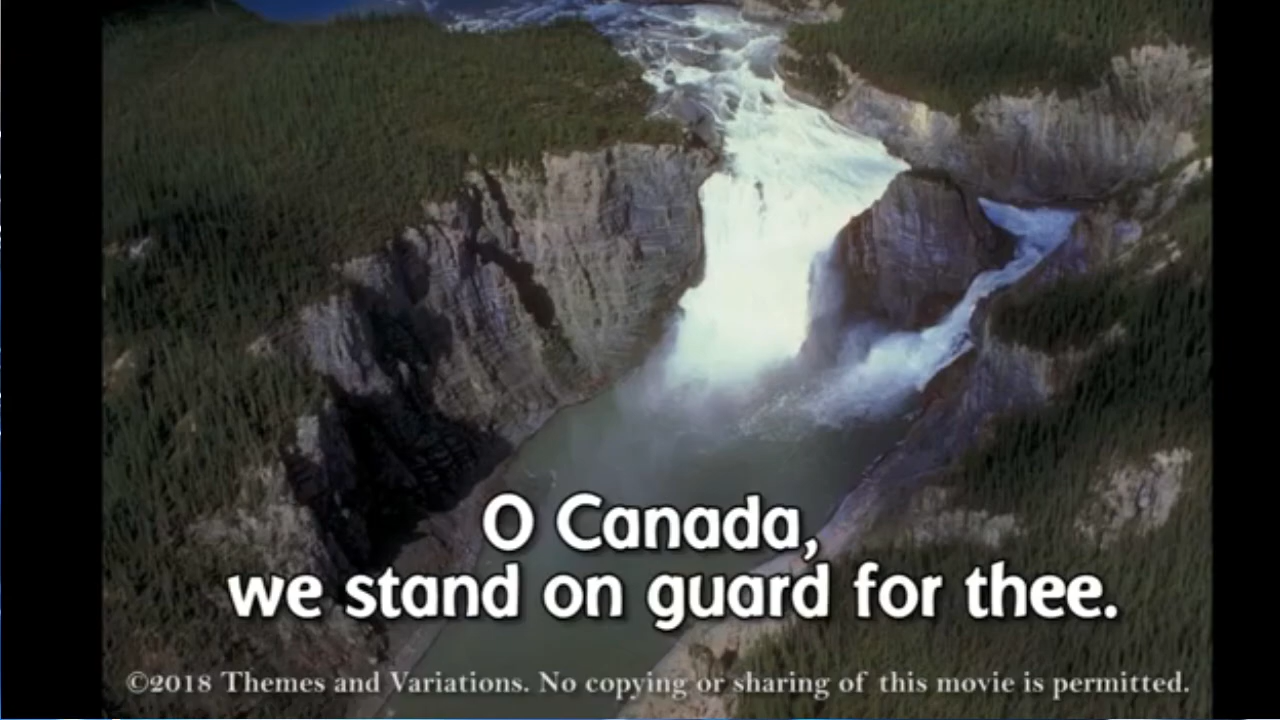 O Canada,
we stand on guard for thee.
©2018 Themes and Variations. No copying or sharing of this movie is permitted.